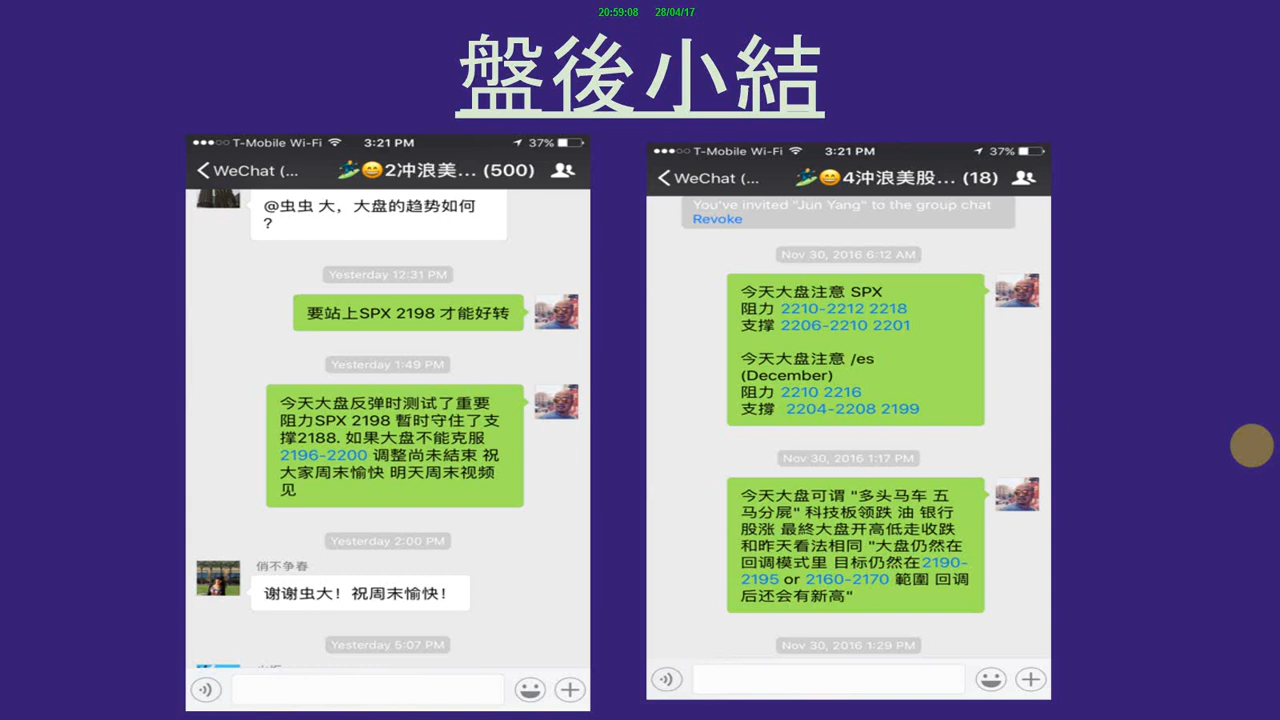 20:59:08 28/04/17
盤後小結
T-Mobile Wi-Fi 3:21 PM 37%
WeChat (... 2冲浪美... (500)
@虫虫 大，大盘的趋势如何
？
Yesterday 12:31 PM
要站上SPX 2198 才能好转
Yesterday 1:49 PM
今天大盘反弹时测试了重要
阻力SPX 2198 暂时守住了支
撑2188. 如果大盘不能克服
2196-2200 调整尚未結束 祝
大家周末愉快 明天周末视频
见
Yesterday 2:00 PM
俏不争春
谢谢虫大！祝周末愉快！
Yesterday 5:07 PM
T-Mobile Wi-Fi 3:21 PM 37%
WeChat (... 4沖浪美股... (18)
You've invited "Jun Yang" to the group chat
Revoke
Nov 30, 2016 6:12 AM
今天大盘注意 SPX
阻力 2210-2212 2218
支撑 2206-2210 2201
今天大盘注意 /es
(December)
阻力 2210 2216
支撑 2204-2208 2199
Nov 30, 2016 1:17 PM
今天大盘可谓 "多头马车 五
马分屍" 科技板领跌 油 银行
股涨 最終大盘开高低走收跌
和昨天看法相同 "大盘仍然在
回调模式里 目标仍然在2190-
2195 or 2160-2170 範圍 回调
后还会有新高"
Nov 30, 2016 1:29 PM